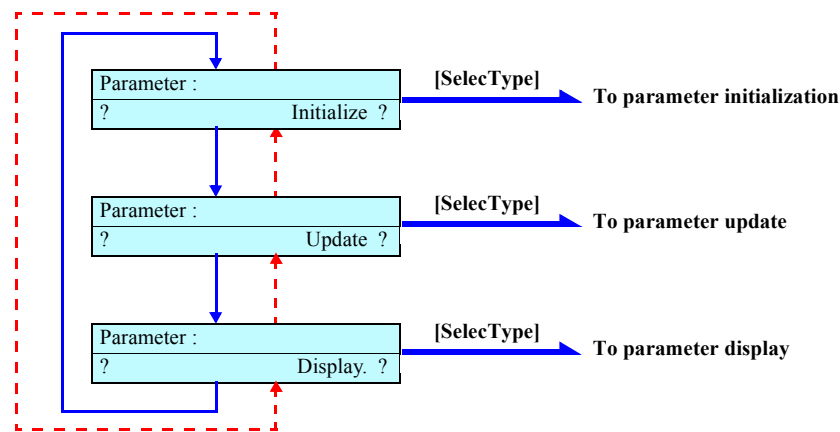 [SelecType]
Parameter :
? Initialize ?
To parameter initialization
[SelecType]
Parameter :
? Update ?
To parameter update
[SelecType]
Parameter :
? Display. ?
To parameter display